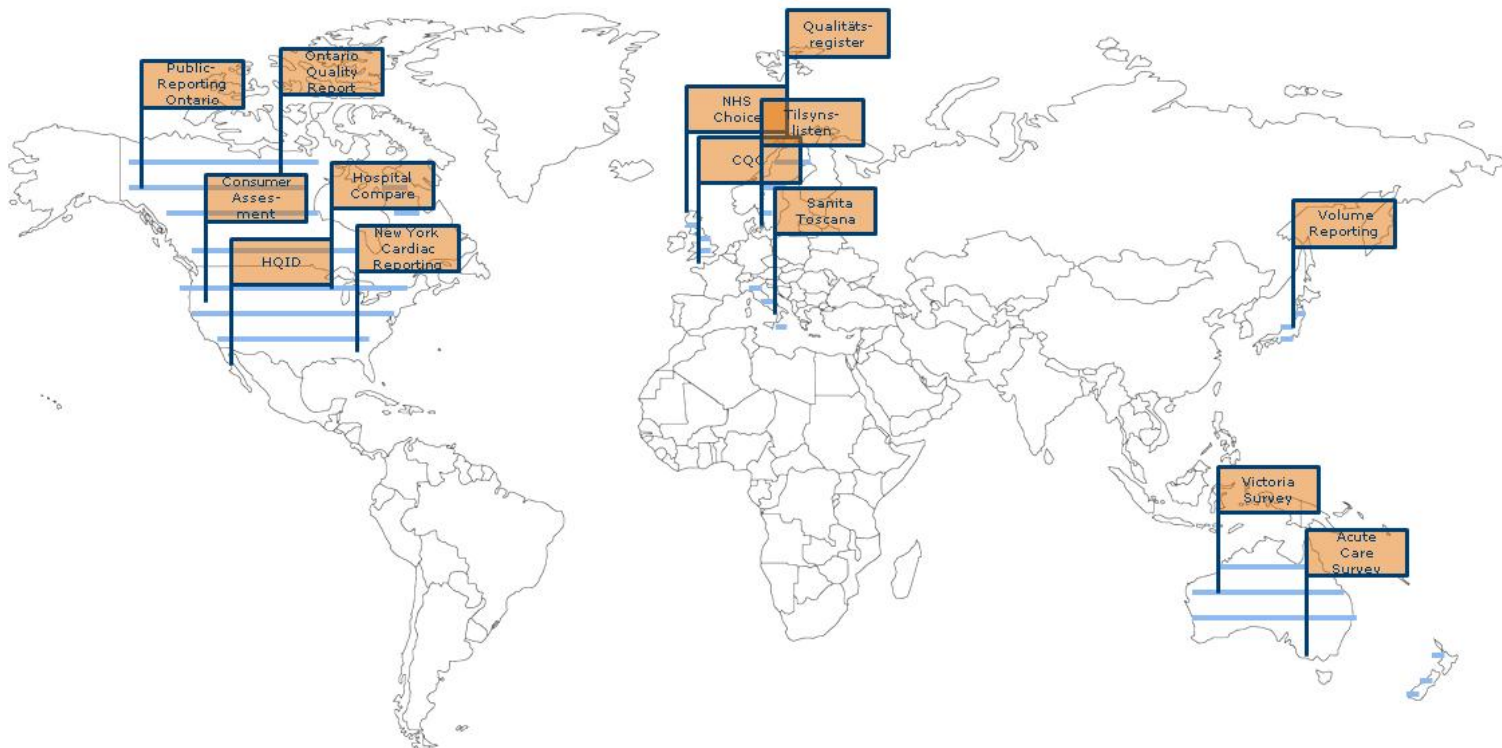 Qualitäts-
register
Ontario
Quality
Report
Public-
Reporting
Ontario
NHS
Choice
Tilsyns-
listen
CQC
Hospital
Compare
Consumer
Asses-
ment
Sanita
Toscana
Volume
Reporting
New York
Cardiac
Reporting
HQID
Victoria
Survey
Acute
Care
Survey